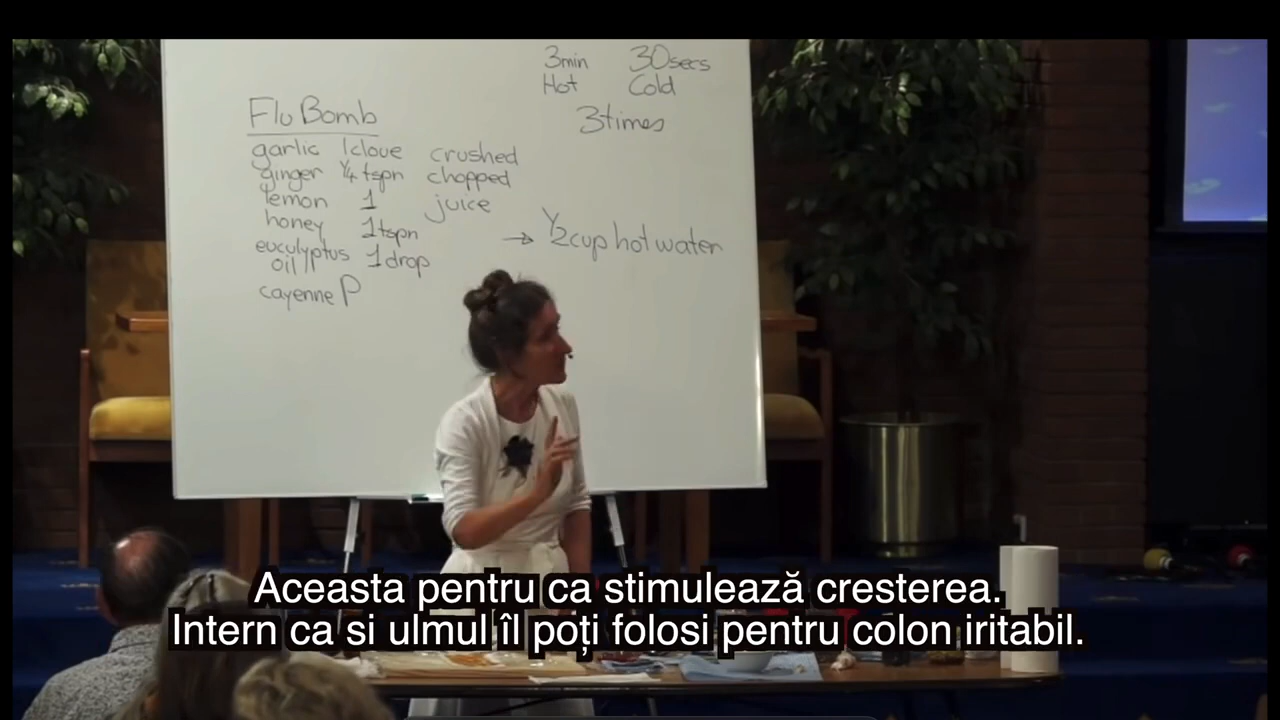 3min 30secs
Hot Cold
3times
Flu Bomb
garlic 1clove crushed
ginger 1/4 tspn chopped
lemon 1 juice
honey 1tspn
euculyptus oil 1drop
cayenne P
→ 1/2cup hot water
Aceasta pentru ca stimulează cresterea.
Intern ca si ulmul îl poți folosi pentru colon iritabil.